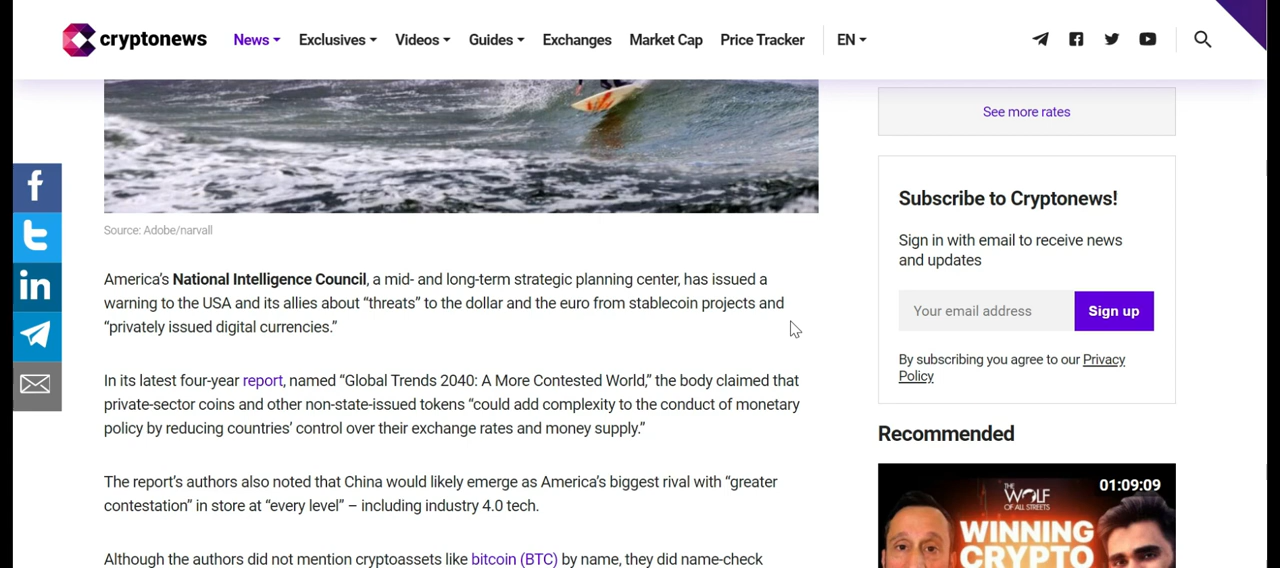 cryptonews
News Exclusives Videos Guides Exchanges Market Cap Price Tracker EN
See more rates
Source: Adobe/narvall
America's National Intelligence Council, a mid- and long-term strategic planning center, has issued a
warning to the USA and its allies about “threats” to the dollar and the euro from stablecoin projects and
“privately issued digital currencies.”
In its latest four-year report, named “Global Trends 2040: A More Contested World,” the body claimed that
private-sector coins and other non-state-issued tokens “could add complexity to the conduct of monetary
policy by reducing countries’ control over their exchange rates and money supply.”
The report’s authors also noted that China would likely emerge as America’s biggest rival with “greater
contestation” in store at “every level” – including industry 4.0 tech.
Although the authors did not mention cryptoassets like bitcoin (BTC) by name, they did name-check
Subscribe to Cryptonews!
Sign in with email to receive news
and updates
Your email address
Sign up
By subscribing you agree to our Privacy
Policy
Recommended
01:09:09
THE
WOLF
OF ALL STREETS
WINNING
CRYPTO